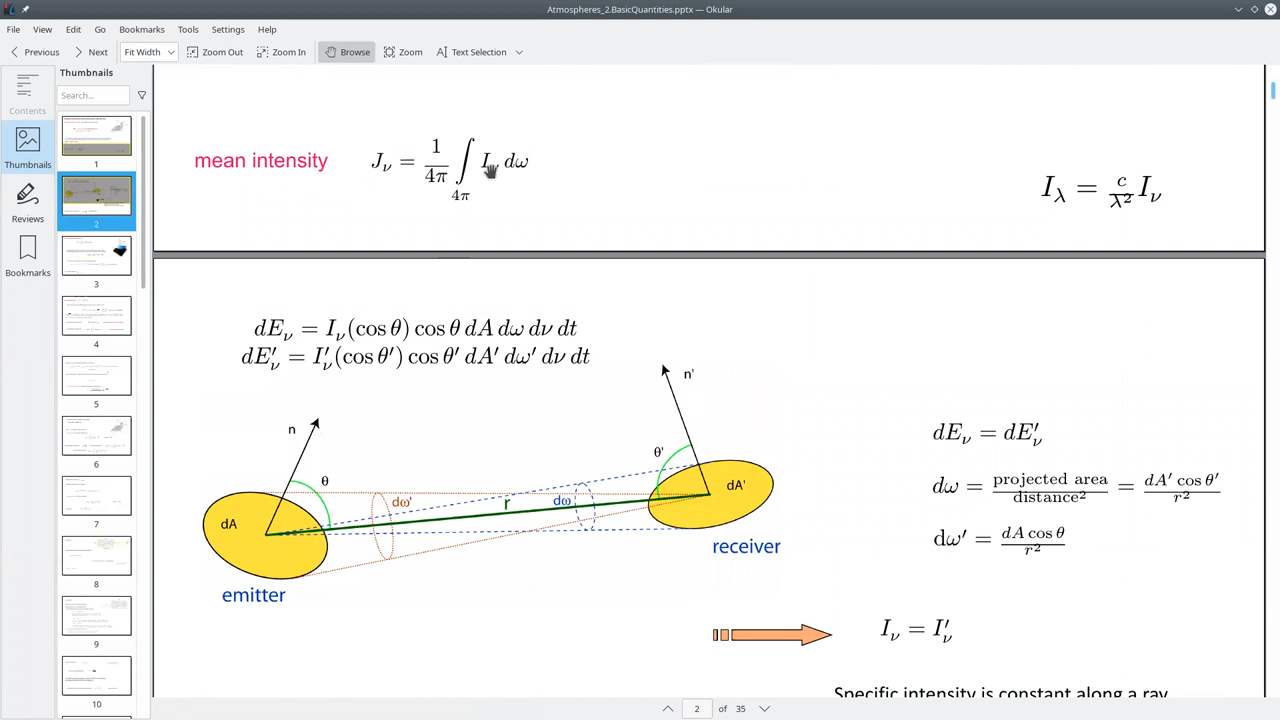 Atmospheres_2.BasicQuantities.pptx — Okular
File View Edit Go Bookmarks Tools Settings Help
Previous Next Fit Width Zoom Out Zoom In Browse Zoom Text Selection
Thumbnails
Search...
Contents
Thumbnails
Reviews
Bookmarks
1
2
3
4
5
6
7
8
9
10
mean intensity J_ν = 1/4π ∫_4π I_ν dω
I_λ = c/λ² I_ν
dE_ν = I_ν(cos θ) cos θ dA dω dν dt
dE′_ν = I′_ν(cos θ′) cos θ′ dA′ dω′ dν dt
n
n'
θ
θ'
dA
dω'
r
dω
dA'
emitter
receiver
dE_ν = dE′_ν
dω = projected area/distance² = dA′ cos θ′/r²
dω′ = dA cos θ/r²
I_ν = I′_ν
Specific intensity is constant along a ray
2 of 35